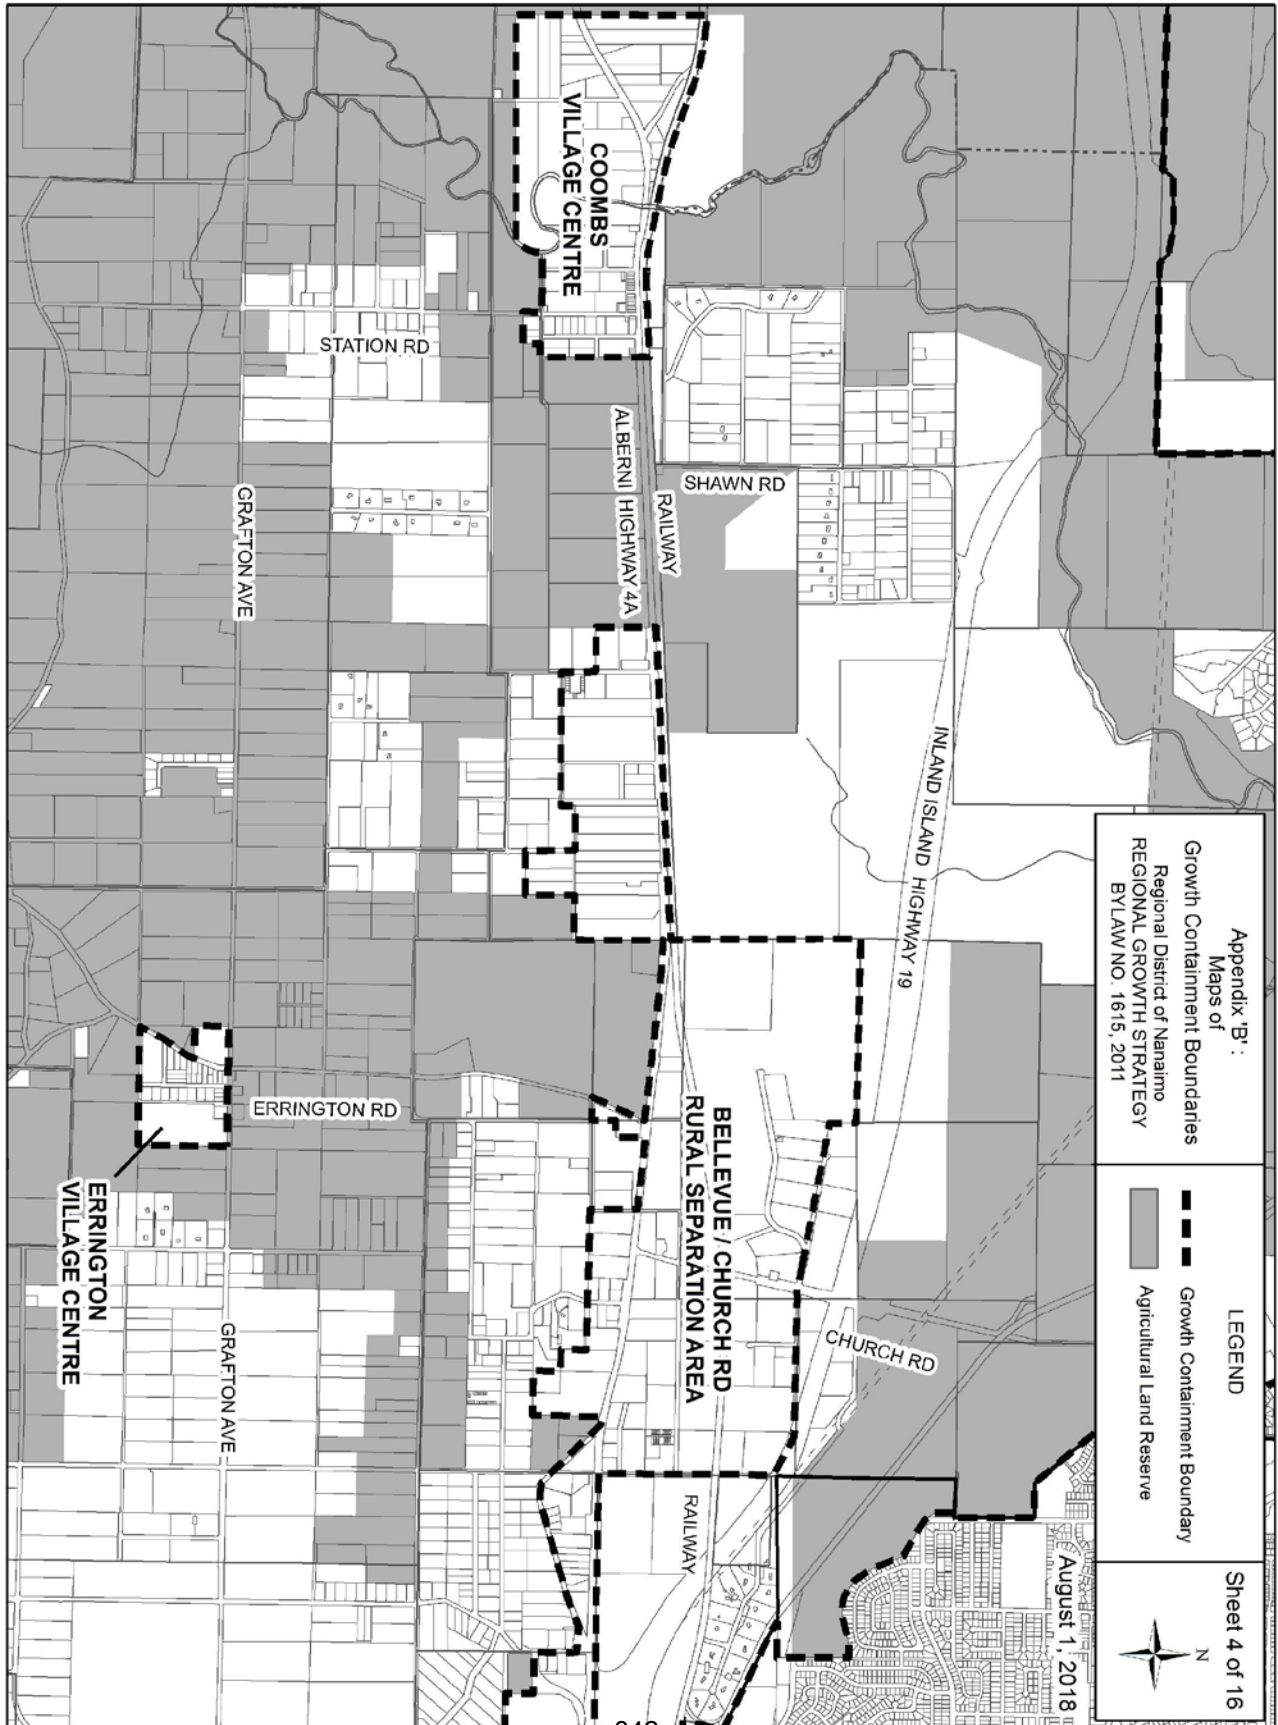 Appendix 'B' :
Maps of
Growth Containment Boundaries
Regional District of Nanaimo
REGIONAL GROWTH STRATEGY
BYLAW NO. 1615, 2011
LEGEND
Growth Containment Boundary
Agricultural Land Reserve
Sheet 4 of 16
N
August 1, 2018
INLAND ISLAND HIGHWAY 19
CHURCH RD
SHAWN RD
RAILWAY
ALBERNI HIGHWAY 4A
COOMBS
VILLAGE CENTRE
BELLEVUE / CHURCH RD
RURAL SEPARATION AREA
RAILWAY
STATION RD
ERRINGTON RD
GRAFTON AVE
GRAFTON AVE
ERRINGTON
VILLAGE CENTRE